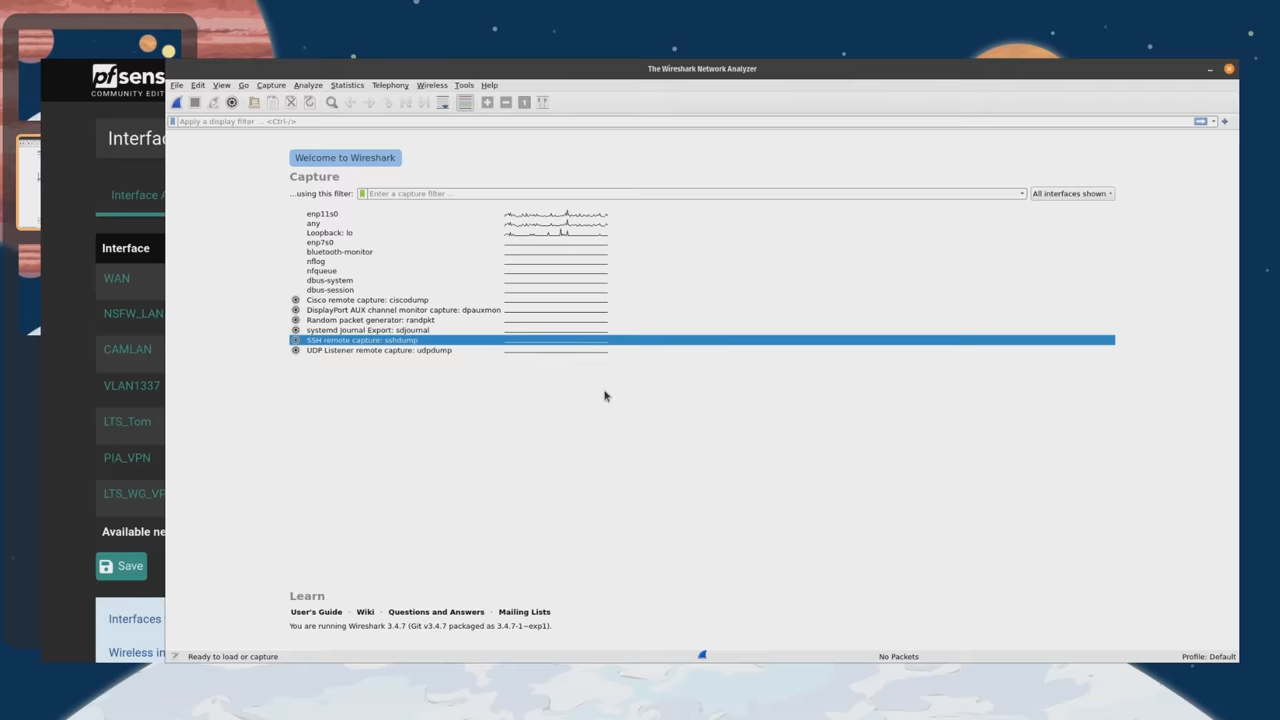 pfsens
COMMUNITY EDIT
Interfac
Interface A
Interface
WAN
NSFW_LAN
CAMLAN
VLAN1337
LTS_Tom
PIA_VPN
LTS_WG_VP
Available ne
Save
Interfaces
Wireless in
The Wireshark Network Analyzer
File Edit View Go Capture Analyze Statistics Telephony Wireless Tools Help
Apply a display filter ... <Ctrl-/>
Welcome to Wireshark
Capture
...using this filter: Enter a capture filter ... All interfaces shown
enp11s0
any
Loopback: lo
enp7s0
bluetooth-monitor
nflog
nfqueue
dbus-system
dbus-session
Cisco remote capture: ciscodump
DisplayPort AUX channel monitor capture: dpauxmon
Random packet generator: randpkt
systemd Journal Export: sdjournal
SSH remote capture: sshdump
UDP Listener remote capture: udpdump
Learn
User's Guide · Wiki · Questions and Answers · Mailing Lists
You are running Wireshark 3.4.7 (Git v3.4.7 packaged as 3.4.7-1~exp1).
Ready to load or capture No Packets Profile: Default